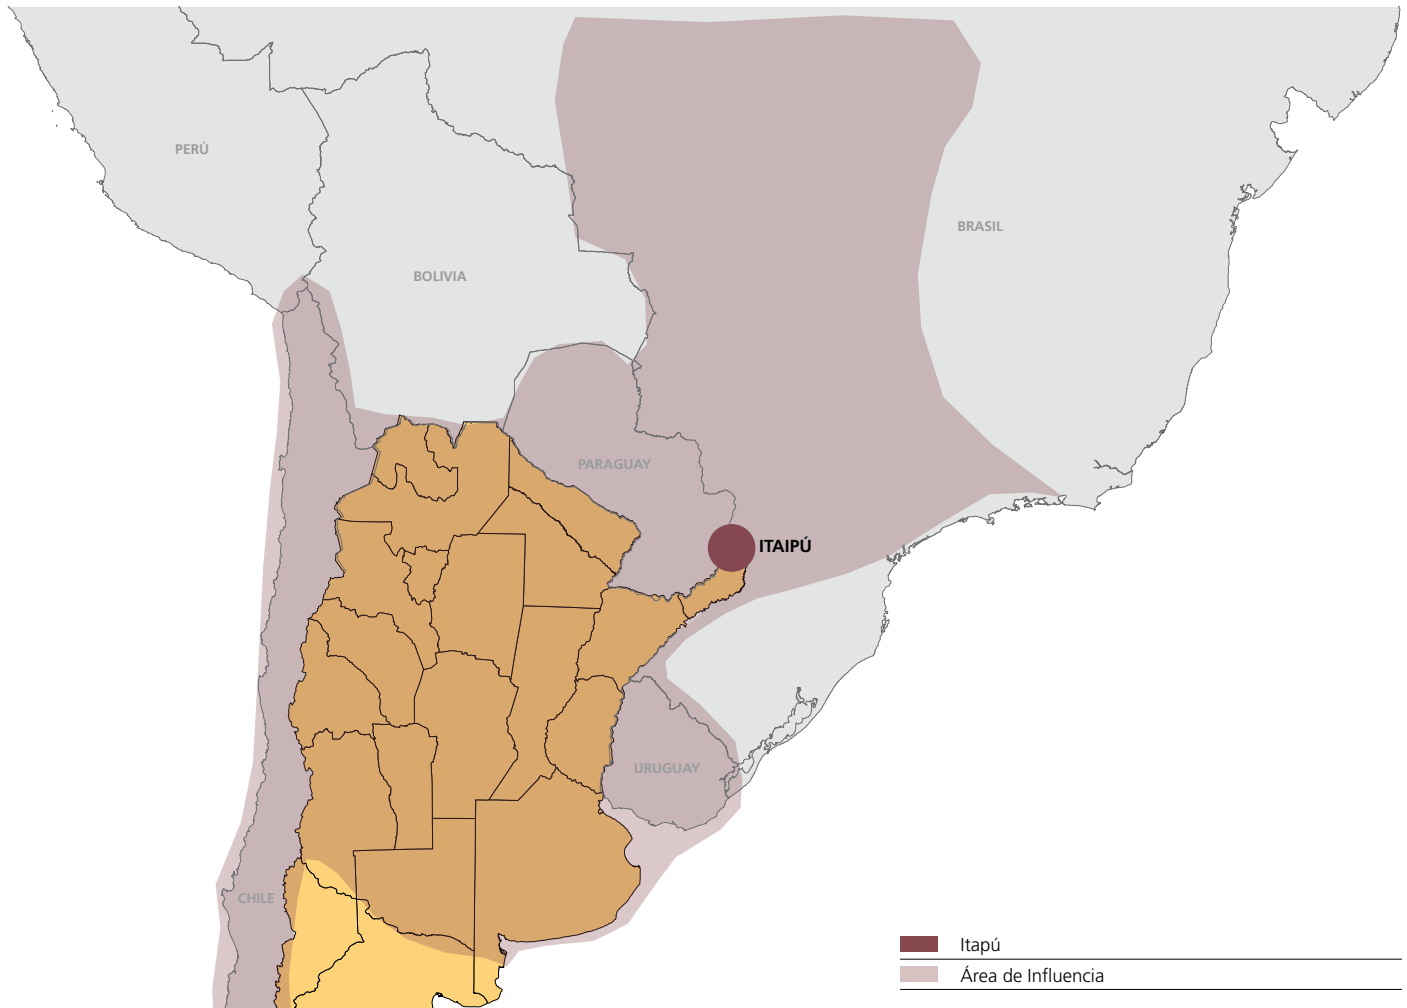 PERÚ
BRASIL
BOLIVIA
PARAGUAY
ITAIPÚ
URUGUAY
CHILE
Itapú
Área de Influencia